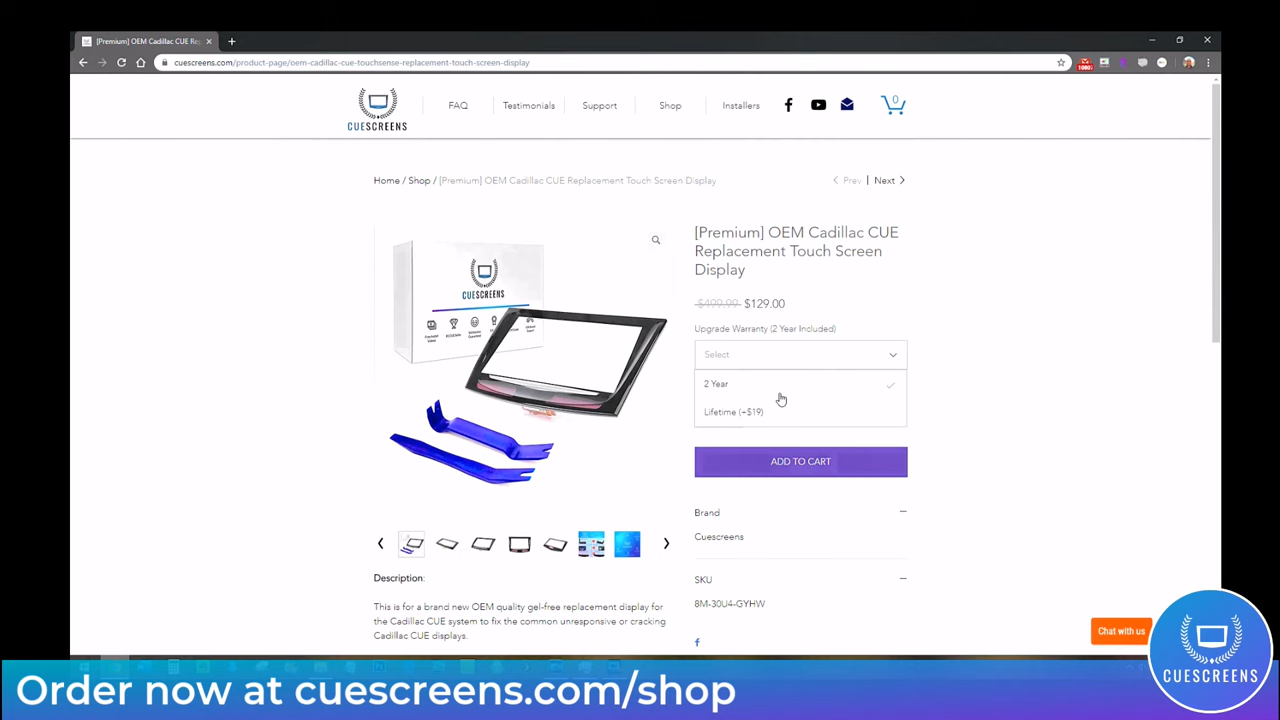 [Premium] OEM Cadillac CUE Re
cuescreens.com/product-page/oem-cadillac-cue-touchsense-replacement-touch-screen-display
CUESCREENS
FAQ
Testimonials
Support
Shop
Installers
0
Home / Shop / [Premium] OEM Cadillac CUE Replacement Touch Screen Display
Prev | Next
CUESCREENS
[Premium] OEM Cadillac CUE
Replacement Touch Screen
Display
$499.99 $129.00
Upgrade Warranty (2 Year Included)
Select
2 Year
Lifetime (+$19)
ADD TO CART
Brand
Cuescreens
SKU
8M-30U4-GYHW
Description:
This is for a brand new OEM quality gel-free replacement display for
the Cadillac CUE system to fix the common unresponsive or cracking
Cadillac CUE displays.
Chat with us
Order now at cuescreens.com/shop
CUESCREENS